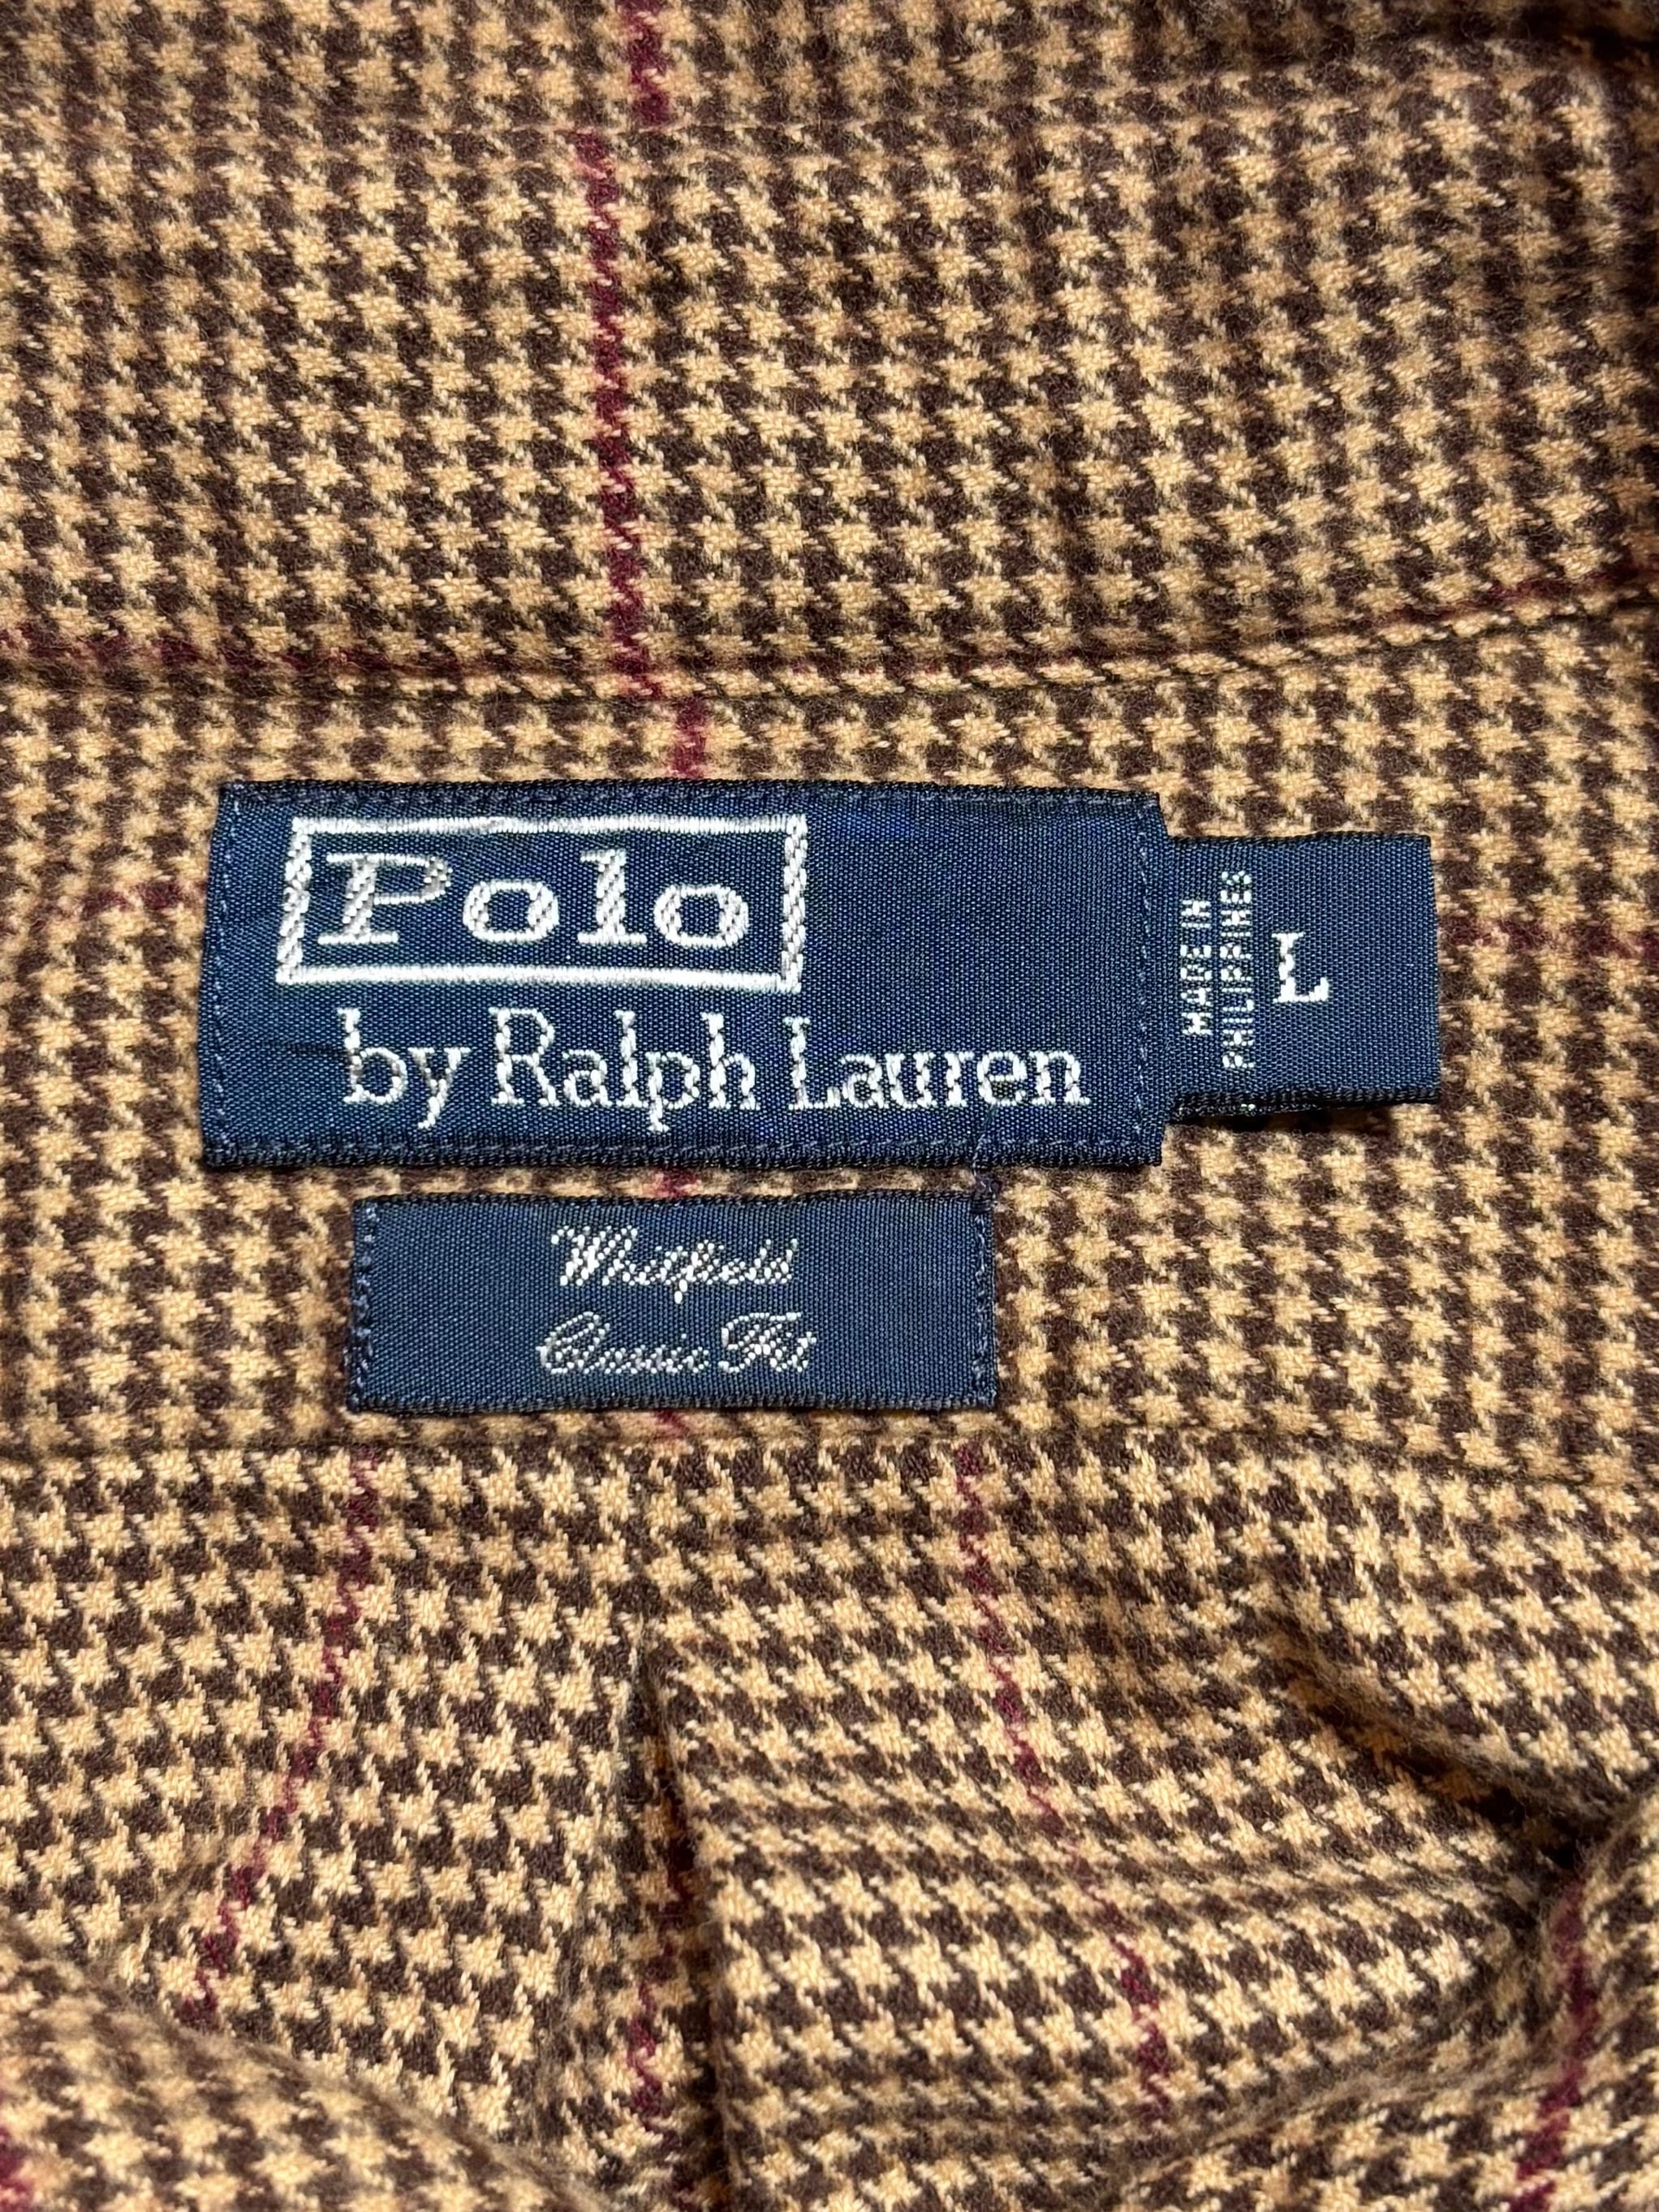 Polo
by Ralph Lauren
MADE IN
PHILIPPINES
L
Whitfield
Classic Fit